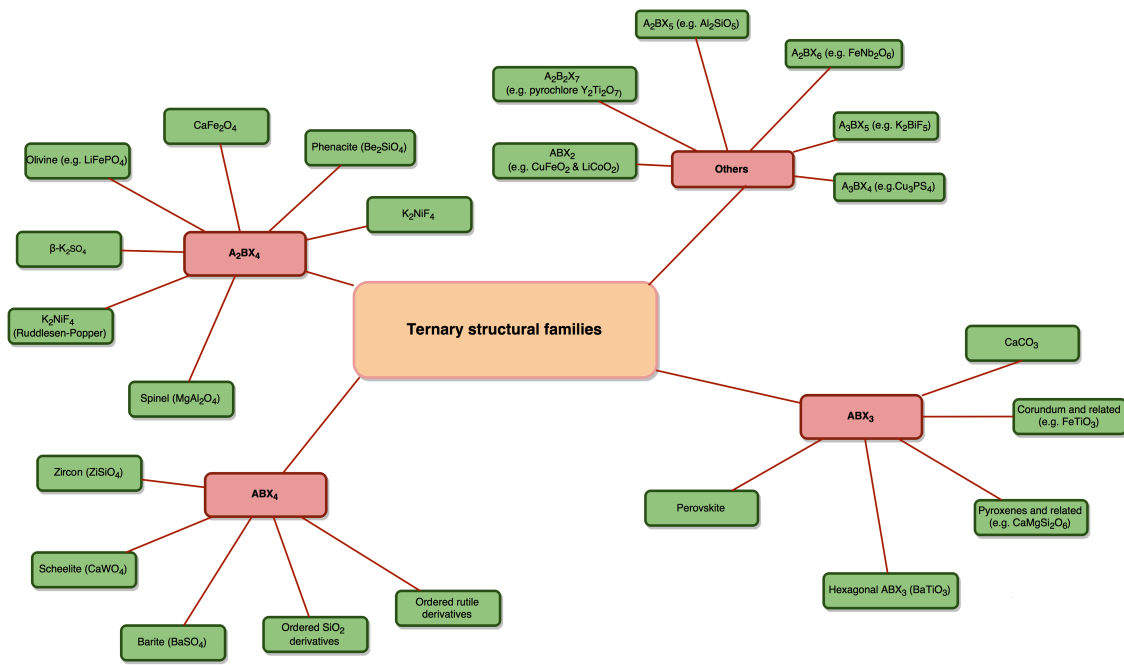 A₂BX₅ (e.g. Al₂SiO₅)
A₂BX₆ (e.g. FeNb₂O₆)
A₂B₂X₇
(e.g. pyrochlore Y₂Ti₂O₇)
A₃BX₅ (e.g. K₂BiF₅)
ABX₂
(e.g. CuFeO₂ & LiCoO₂)
Others
A₃BX₄ (e.g.Cu₃PS₄)
CaFe₂O₄
Phenacite (Be₂SiO₄)
Olivine (e.g. LiFePO₄)
K₂NiF₄
β-K₂SO₄
A₂BX₄
K₂NiF₄
(Ruddlesen-Popper)
Spinel (MgAl₂O₄)
Ternary structural families
CaCO₃
ABX₃
Corundum and related
(e.g. FeTiO₃)
Perovskite
Pyroxenes and related
(e.g. CaMgSi₂O₆)
Hexagonal ABX₃ (BaTiO₃)
Zircon (ZiSiO₄)
ABX₄
Scheelite (CaWO₄)
Barite (BaSO₄)
Ordered SiO₂
derivatives
Ordered rutile
derivatives